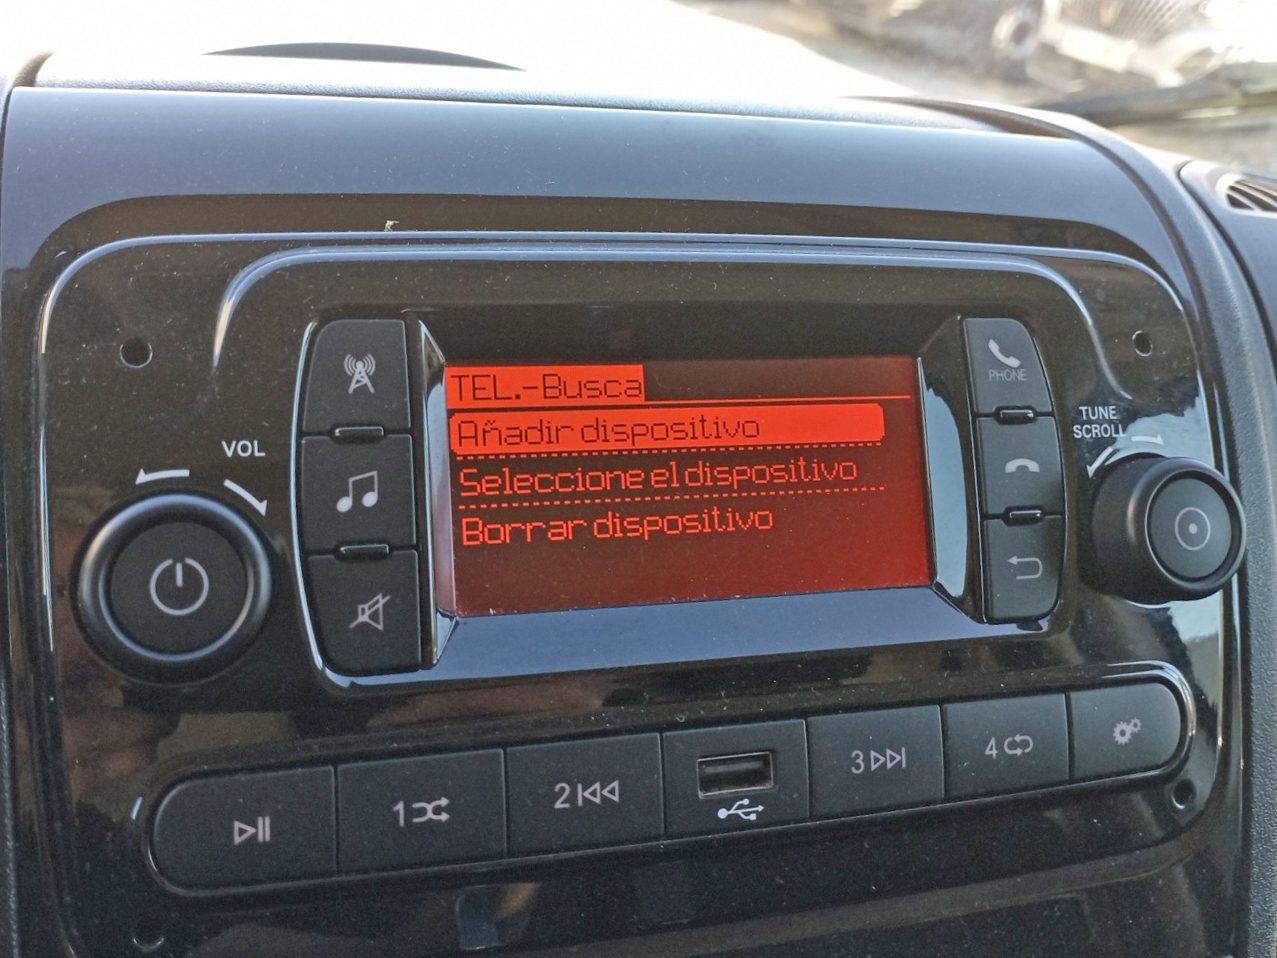 TEL.-Busca
Añadir dispositivo
Seleccione el dispositivo
Borrar dispositivo
PHONE
VOL
TUNE
SCROLL
1
2
3
4